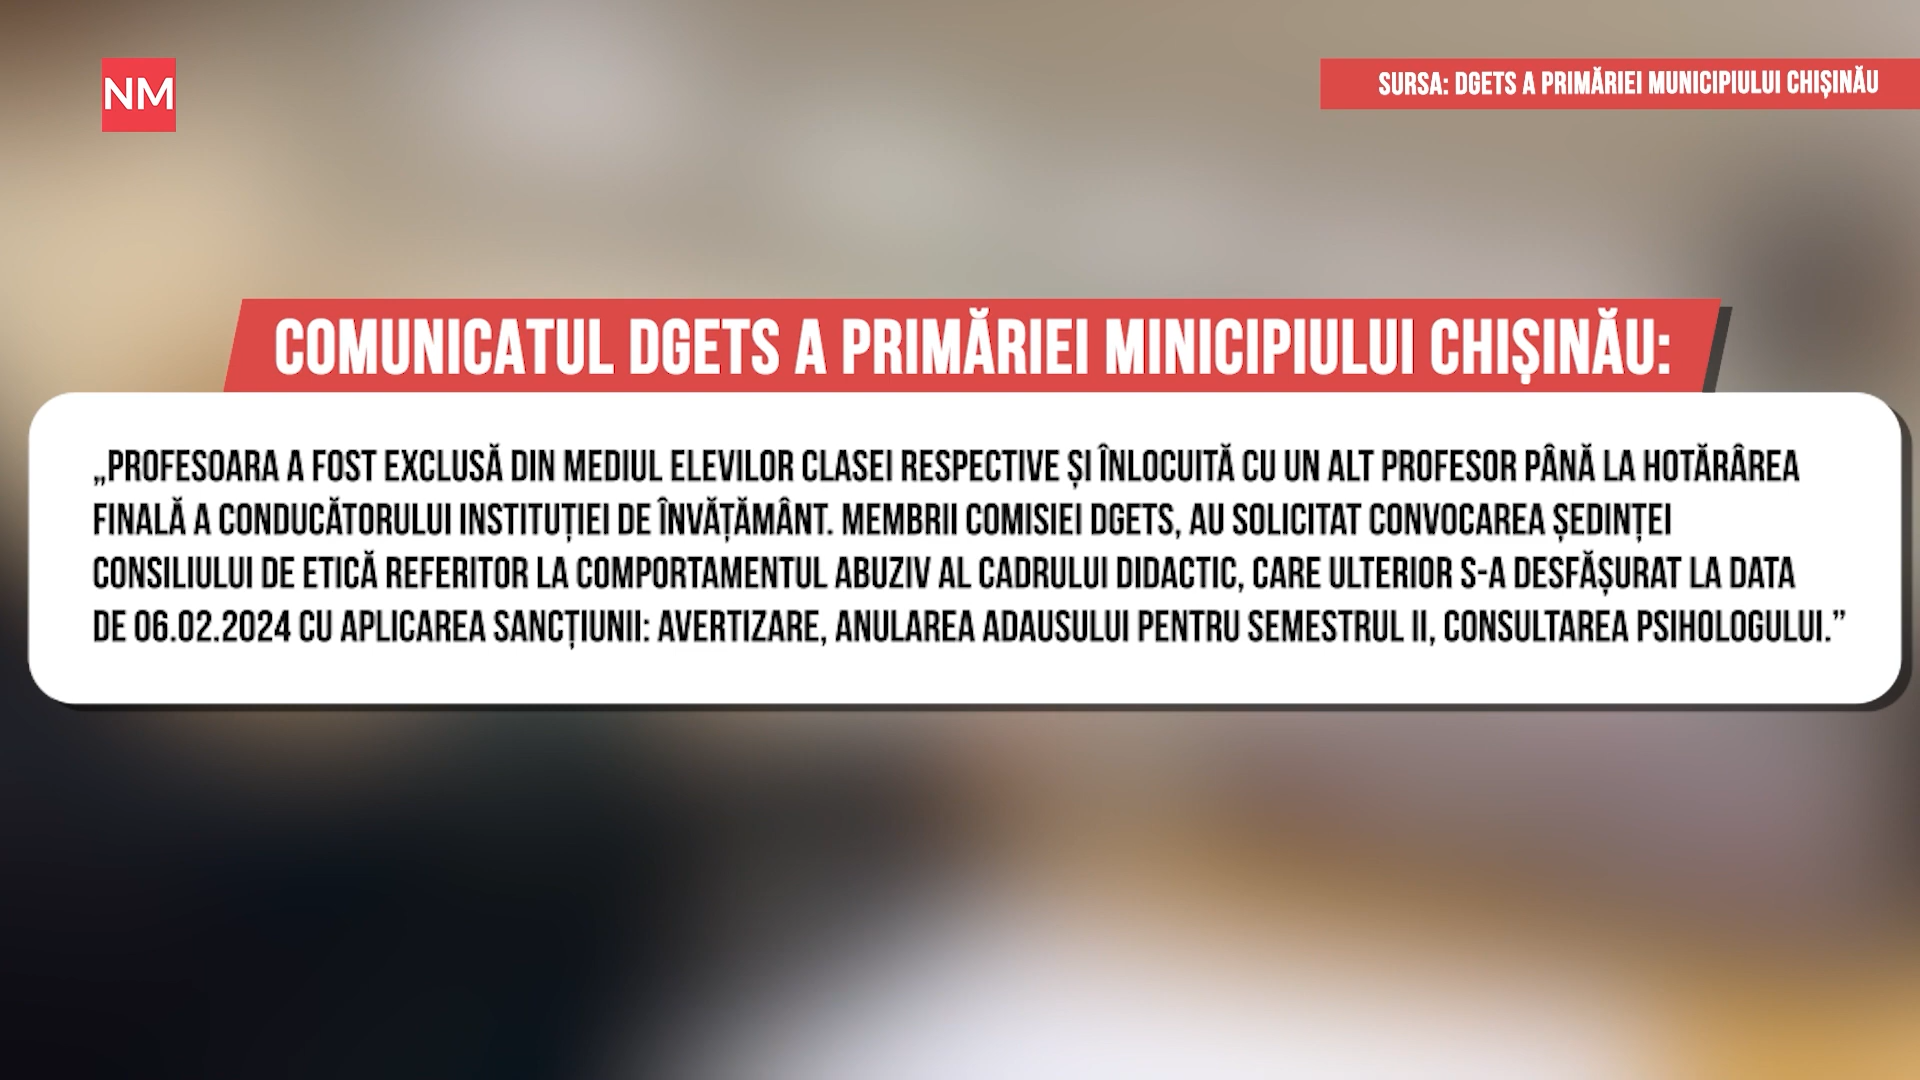 NM
SURSA: DGETS A PRIMĂRIEI MUNICIPIULUI CHIȘINĂU
COMUNICATUL DGETS A PRIMĂRIEI MINICIPIULUI CHIȘINĂU:
„PROFESOARA A FOST EXCLUSĂ DIN MEDIUL ELEVILOR CLASEI RESPECTIVE ȘI ÎNLOCUITĂ CU UN ALT PROFESOR PÂNĂ LA HOTĂRÂREA
FINALĂ A CONDUCĂTORULUI INSTITUȚIEI DE ÎNVĂȚĂMÂNT. MEMBRII COMISIEI DGETS, AU SOLICITAT CONVOCAREA ȘEDINȚEI
CONSILIULUI DE ETICĂ REFERITOR LA COMPORTAMENTUL ABUZIV AL CADRULUI DIDACTIC, CARE ULTERIOR S-A DESFĂȘURAT LA DATA
DE 06.02.2024 CU APLICAREA SANCȚIUNII: AVERTIZARE, ANULAREA ADAUSULUI PENTRU SEMESTRUL II, CONSULTAREA PSIHOLOGULUI.”